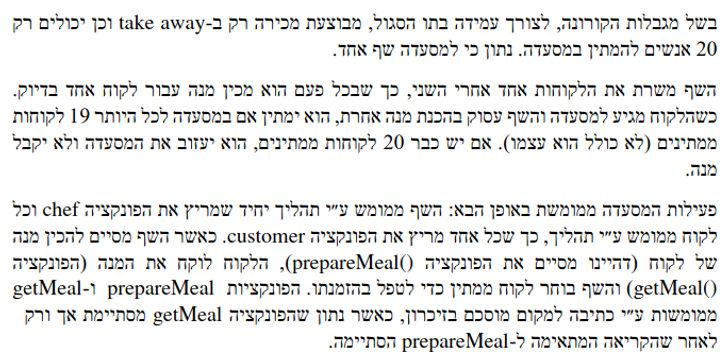 בשל מגבלות הקורונה, לצורך עמידה בתו הסגול, מבוצעת מכירה רק ב-take away וכן יכולים רק
20 אנשים להמתין במסעדה. נתון כי למסעדה שף אחד.
השף משרת את הלקוחות אחד אחרי השני, כך שבכל פעם הוא מכין מנה עבור לקוח אחד בדיוק.
כשהלקוח מגיע למסעדה והשף עסוק בהכנת מנה אחרת, הוא ימתין אם במסעדה לכל היותר 19 לקוחות
ממתינים (לא כולל הוא עצמו). אם יש כבר 20 לקוחות ממתינים, הוא יעזוב את המסעדה ולא יקבל
מנה.
פעילות המסעדה ממומשת באופן הבא: השף ממומש ע״י תהליך יחיד שמריץ את הפונקציה chef וכל
לקוח ממומש ע״י תהליך, כך שכל אחד מריץ את הפונקציה customer. כאשר השף מסיים להכין מנה
של לקוח (דהיינו מסיים את הפונקציה prepareMeal()), הלקוח לוקח את המנה (הפונקציה
getMeal()) והשף בוחר לקוח ממתין כדי לטפל בהזמנתו. הפונקציות prepareMeal ו-getMeal
ממומשות ע״י כתיבה למקום מוסכם בזיכרון, כאשר נתון שהפונקציה getMeal מסתיימת אך ורק
לאחר שהקריאה המתאימה ל-prepareMeal הסתיימה.